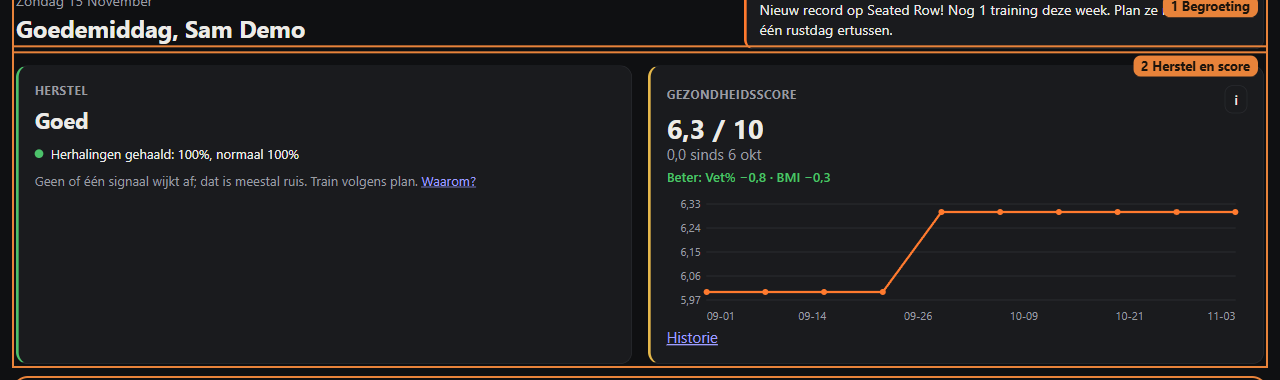 Zondag 15 November
Goedemiddag, Sam Demo
Nieuw record op Seated Row! Nog 1 training deze week. Plan ze
één rustdag ertussen.
1 Begroeting
2 Herstel en score
HERSTEL
Goed
Herhalingen gehaald: 100%, normaal 100%
Geen of één signaal wijkt af; dat is meestal ruis. Train volgens plan. Waarom?
GEZONDHEIDSSCORE
i
6,3 / 10
0,0 sinds 6 okt
Beter: Vet% −0,8 · BMI −0,3
6,33
6,24
6,15
6,06
5,97
09-01 09-14 09-26 10-09 10-21 11-03
Historie